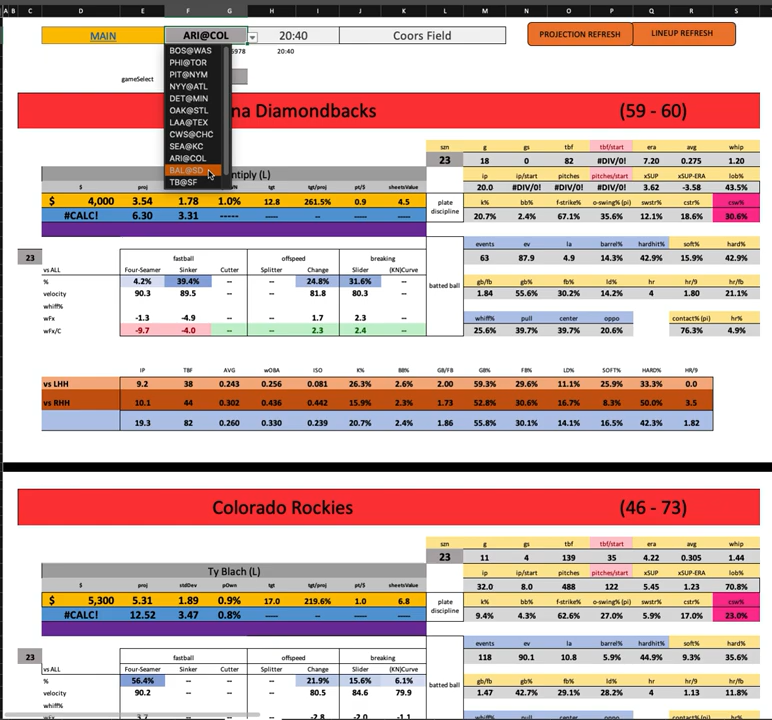 A B C D E F G H I J K L M N O P Q R S
MAIN ARI@COL 20:40 Coors Field PROJECTION REFRESH LINEUP REFRESH
BOS@WAS 5978 20:40
PHI@TOR
PIT@NYM
gameSelect
NYY@ATL
DET@MIN
OAK@STL
LAA@TEX
CWS@CHC
SEA@KC
ARI@COL
BAL@SD
TB@SF
na Diamondbacks (59 - 60)
szn g gs tbf tbf/start era avg whip
23 18 0 82 #DIV/0! 7.20 0.275 1.20
ntiply (L)
ip ip/start pitches pitches/start xSUP xSUP-ERA lob%
20.0 #DIV/0! #DIV/0! 3.62 -3.58 43.5%
$ proj % tgt tgt/proj pt/$ sheetsValue
$ 4,000 3.54 1.78 1.0% 12.8 261.5% 0.9 4.5
#CALC! 6.30 3.31 ----- ---- -- -- --
plate discipline
k% bb% f-strike% o-swing% (pi) swstr% cstr% csw%
20.7% 2.4% 67.1% 35.6% 12.1% 18.6% 30.6%
events ev la barrel% hardhit% soft% hard%
63 87.9 4.9 14.3% 42.9% 15.9% 42.9%
23 fastball offspeed breaking
vs ALL Four-Seamer Sinker Cutter Splitter Change Slider (KN)Curve
% 4.2% 39.4% -- -- 24.8% 31.6% --
velocity 90.3 89.5 -- -- 81.8 80.3 --
whiff%
wFx -1.3 -4.9 -- -- 1.7 2.3 --
wFx/C -9.7 -4.0 -- -- 2.3 2.4 --
batted ball
gb/fb gb% fb% ld% hr hr/9 hr/fb
1.84 55.6% 30.2% 14.2% 4 1.80 21.1%
whiff% pull center oppo contact% (pi) hr%
25.6% 39.7% 39.7% 20.6% 76.3% 4.9%
IP TBF AVG wOBA ISO K% BB% GB/FB GB% FB% LD% SOFT% HARD% HR/9
vs LHH 9.2 38 0.243 0.256 0.081 26.3% 2.6% 2.00 59.3% 29.6% 11.1% 25.9% 33.3% 0.0
vs RHH 10.1 44 0.302 0.436 0.442 15.9% 2.3% 1.73 52.8% 30.6% 16.7% 8.3% 50.0% 3.5
19.3 82 0.260 0.330 0.239 20.7% 2.4% 1.86 55.8% 30.1% 14.1% 16.5% 42.3% 1.82
Colorado Rockies (46 - 73)
szn g gs tbf tbf/start era avg whip
23 11 4 139 35 4.22 0.305 1.44
Ty Blach (L)
ip ip/start pitches pitches/start xSUP xSUP-ERA lob%
32.0 8.0 488 122 5.45 1.23 70.8%
$ proj stdDev pOwn tgt tgt/proj pt/$ sheetsValue
$ 5,300 5.31 1.89 0.9% 17.0 219.6% 1.0 6.8
#CALC! 12.52 3.47 0.8% ---- -- -- --
plate discipline
k% bb% f-strike% o-swing% (pi) swstr% cstr% csw%
9.4% 4.3% 62.6% 27.0% 5.9% 17.0% 23.0%
events ev la barrel% hardhit% soft% hard%
118 90.1 10.8 5.9% 44.9% 9.3% 35.6%
23 fastball offspeed breaking
vs ALL Four-Seamer Sinker Cutter Splitter Change Slider (KN)Curve
% 56.4% -- -- -- 21.9% 15.6% 6.1%
velocity 90.2 -- -- -- 80.5 84.6 79.9
whiff%
batted ball
gb/fb gb% fb% ld% hr hr/9 hr/fb
1.47 42.7% 29.1% 28.2% 4 1.13 11.8%
whiff% pull center oppo contact% (pi) hr%